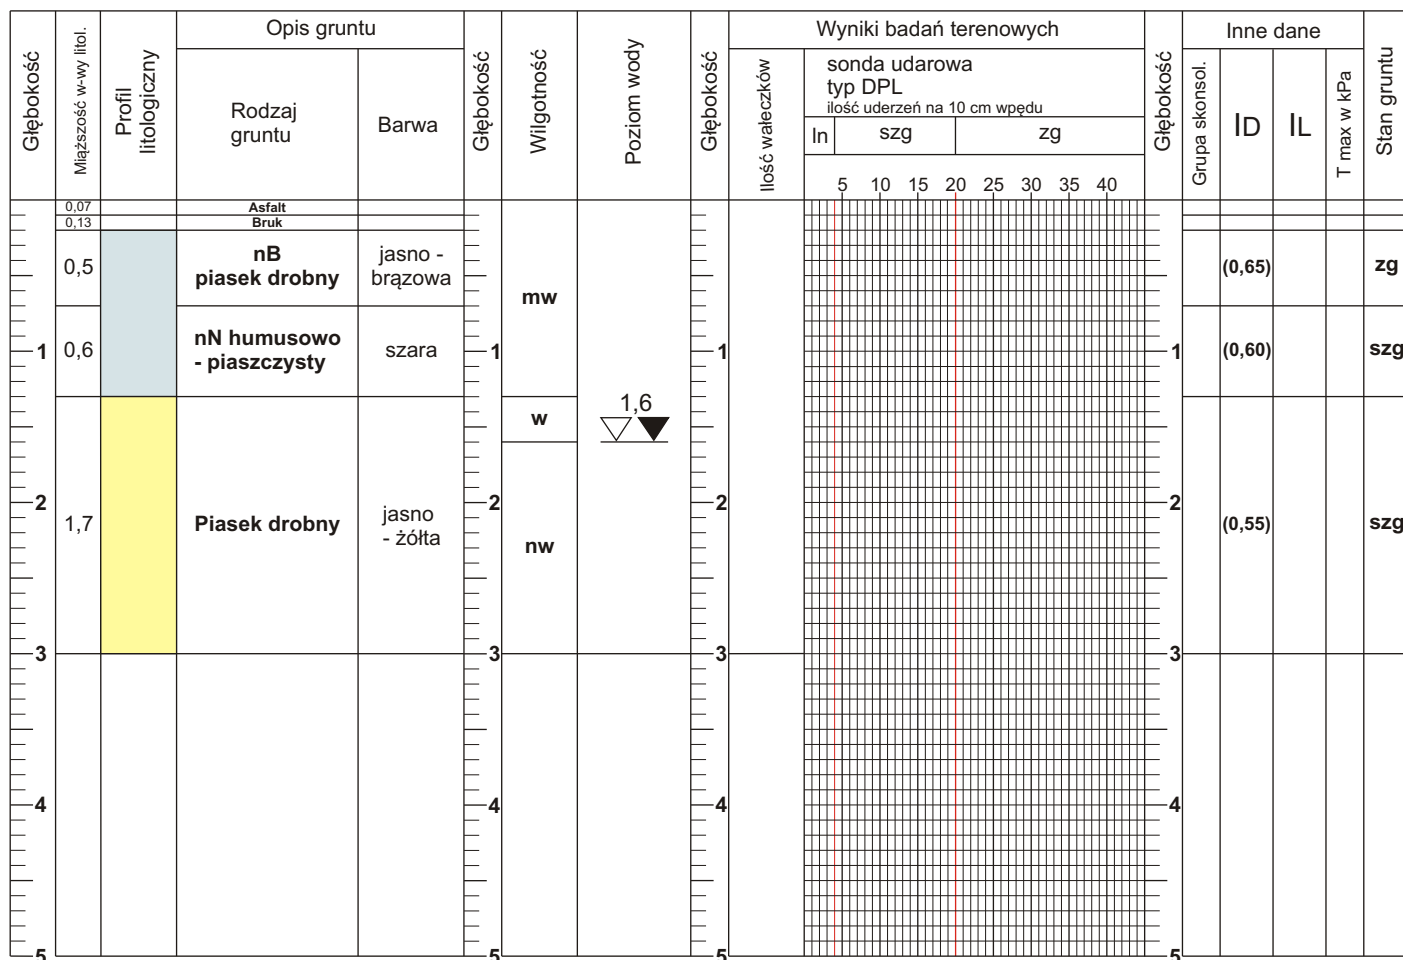 Głębokość
Miąższość w-wy litol.
Profil
litologiczny
Opis gruntu
Rodzaj
gruntu
Barwa
Głębokość
Wilgotność
Poziom wody
Głębokość
Wyniki badań terenowych
Ilość wałeczków
sonda udarowa
typ DPL
ilość uderzeń na 10 cm wpędu
ln szg zg
5 10 15 20 25 30 35 40
Głębokość
Inne dane
Grupa skonsol.
ID
IL
T max w kPa
Stan gruntu
0,07 Asfalt
0,13 Bruk
0,5
nB
piasek drobny
jasno -
brązowa
mw
(0,65)
zg
1
0,6
nN humusowo
- piaszczysty
szara
1
1
1
(0,60)
szg
w
1,6
2
1,7
Piasek drobny
jasno
- żółta
2
nw
2
2
(0,55)
szg
3 3 3 3
4 4 4 4
5 5 5 5